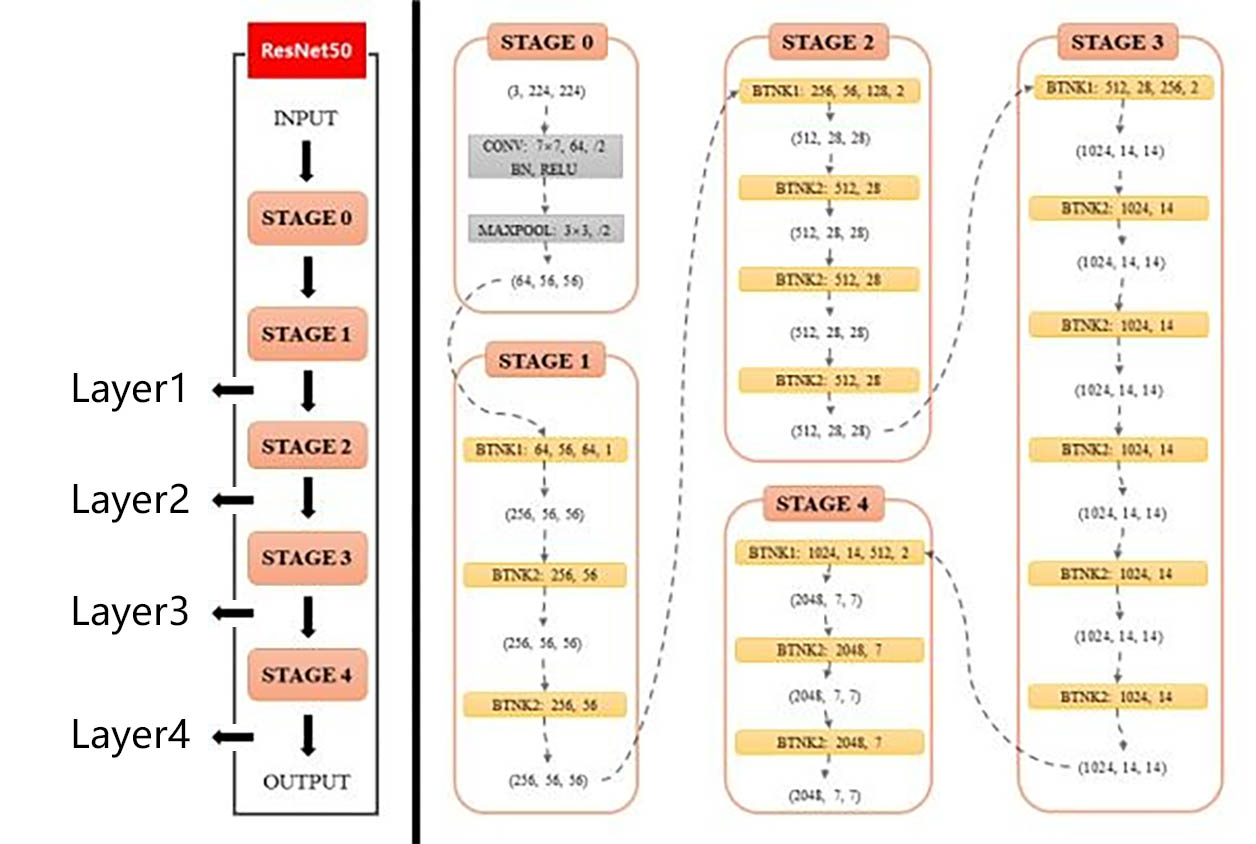 ResNet50
INPUT
STAGE 0
STAGE 1
Layer1
STAGE 2
Layer2
STAGE 3
Layer3
STAGE 4
Layer4
OUTPUT
STAGE 0
(3, 224, 224)
CONV: 7×7, 64, /2
BN, RELU
MAXPOOL: 3×3, /2
(64, 56, 56)
STAGE 1
BTNK1: 64, 56, 64, 1
(256, 56, 56)
BTNK2: 256, 56
(256, 56, 56)
BTNK2: 256, 56
(256, 56, 56)
STAGE 2
BTNK1: 256, 56, 128, 2
(512, 28, 28)
BTNK2: 512, 28
(512, 28, 28)
BTNK2: 512, 28
(512, 28, 28)
BTNK2: 512, 28
(512, 28, 28)
STAGE 3
BTNK1: 512, 28, 256, 2
(1024, 14, 14)
BTNK2: 1024, 14
(1024, 14, 14)
BTNK2: 1024, 14
(1024, 14, 14)
BTNK2: 1024, 14
(1024, 14, 14)
BTNK2: 1024, 14
(1024, 14, 14)
BTNK2: 1024, 14
(1024, 14, 14)
STAGE 4
BTNK1: 1024, 14, 512, 2
(2048, 7, 7)
BTNK2: 2048, 7
(2048, 7, 7)
BTNK2: 2048, 7
(2048, 7, 7)